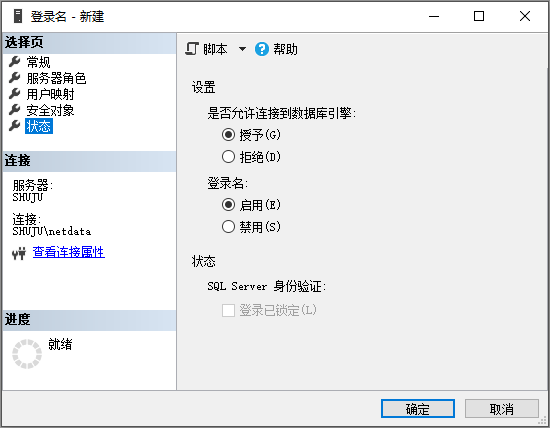 登录名 - 新建
选择页
常规
服务器角色
用户映射
安全对象
状态
连接
服务器:
SHUJU
连接:
SHUJU\netdata
查看连接属性
进度
就绪
脚本
帮助
设置
是否允许连接到数据库引擎:
授予(G)
拒绝(D)
登录名:
启用(E)
禁用(S)
状态
SQL Server 身份验证:
登录已锁定(L)
确定
取消